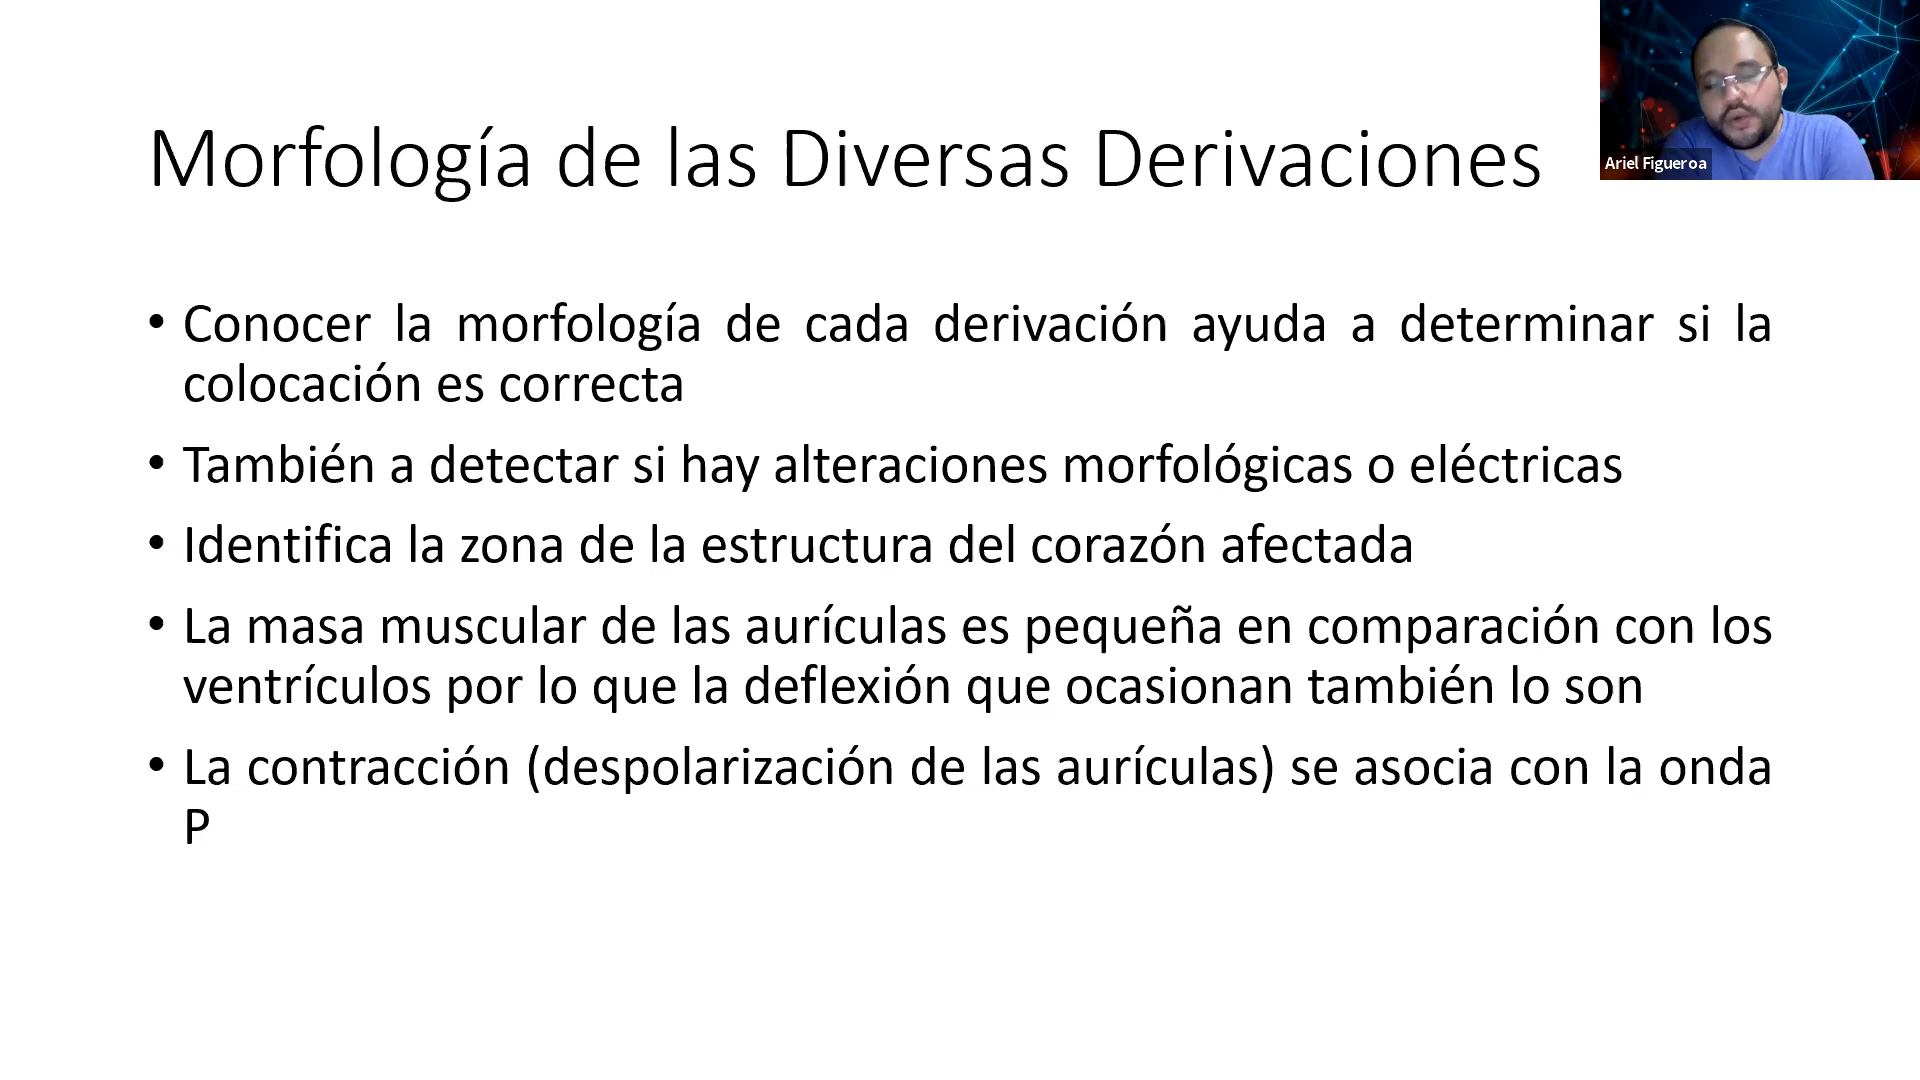 Morfología de las Diversas Derivaciones
Ariel Figueroa
• Conocer la morfología de cada derivación ayuda a determinar si la
colocación es correcta
• También a detectar si hay alteraciones morfológicas o eléctricas
• Identifica la zona de la estructura del corazón afectada
• La masa muscular de las aurículas es pequeña en comparación con los
ventrículos por lo que la deflexión que ocasionan también lo son
• La contracción (despolarización de las aurículas) se asocia con la onda
P